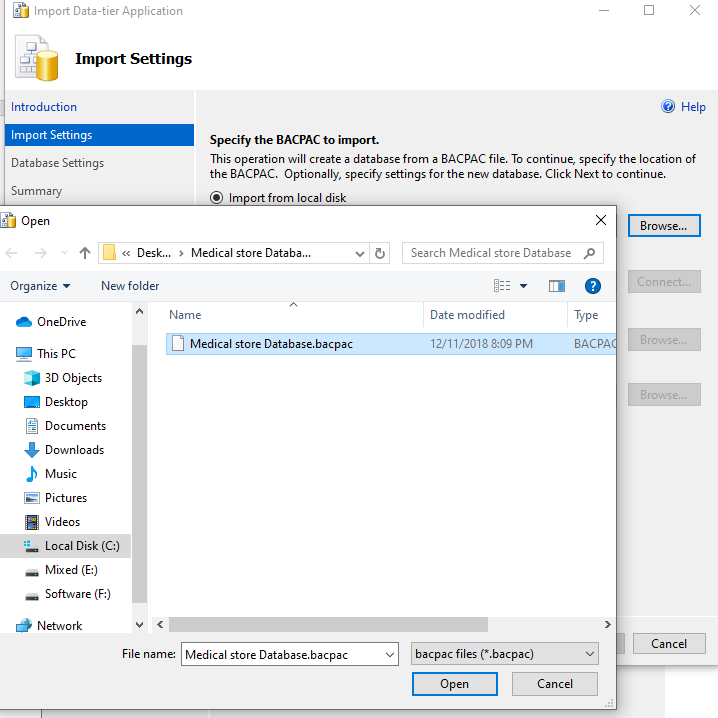 Import Data-tier Application
Import Settings
Introduction
Import Settings
Database Settings
Summary
Help
Specify the BACPAC to import.
This operation will create a database from a BACPAC file. To continue, specify the location of
the BACPAC.  Optionally, specify settings for the new database. Click Next to continue.
Import from local disk
Browse...
Connect...
Browse...
Browse...
Cancel
Open
« Desk... › Medical store Databa...
Search Medical store Database
Organize
New folder
Name
Date modified
Type
Medical store Database.bacpac
12/11/2018 8:09 PM
BACPAC
OneDrive
This PC
3D Objects
Desktop
Documents
Downloads
Music
Pictures
Videos
Local Disk (C:)
Mixed (E:)
Software (F:)
Network
File name:
Medical store Database.bacpac
bacpac files (*.bacpac)
Open
Cancel